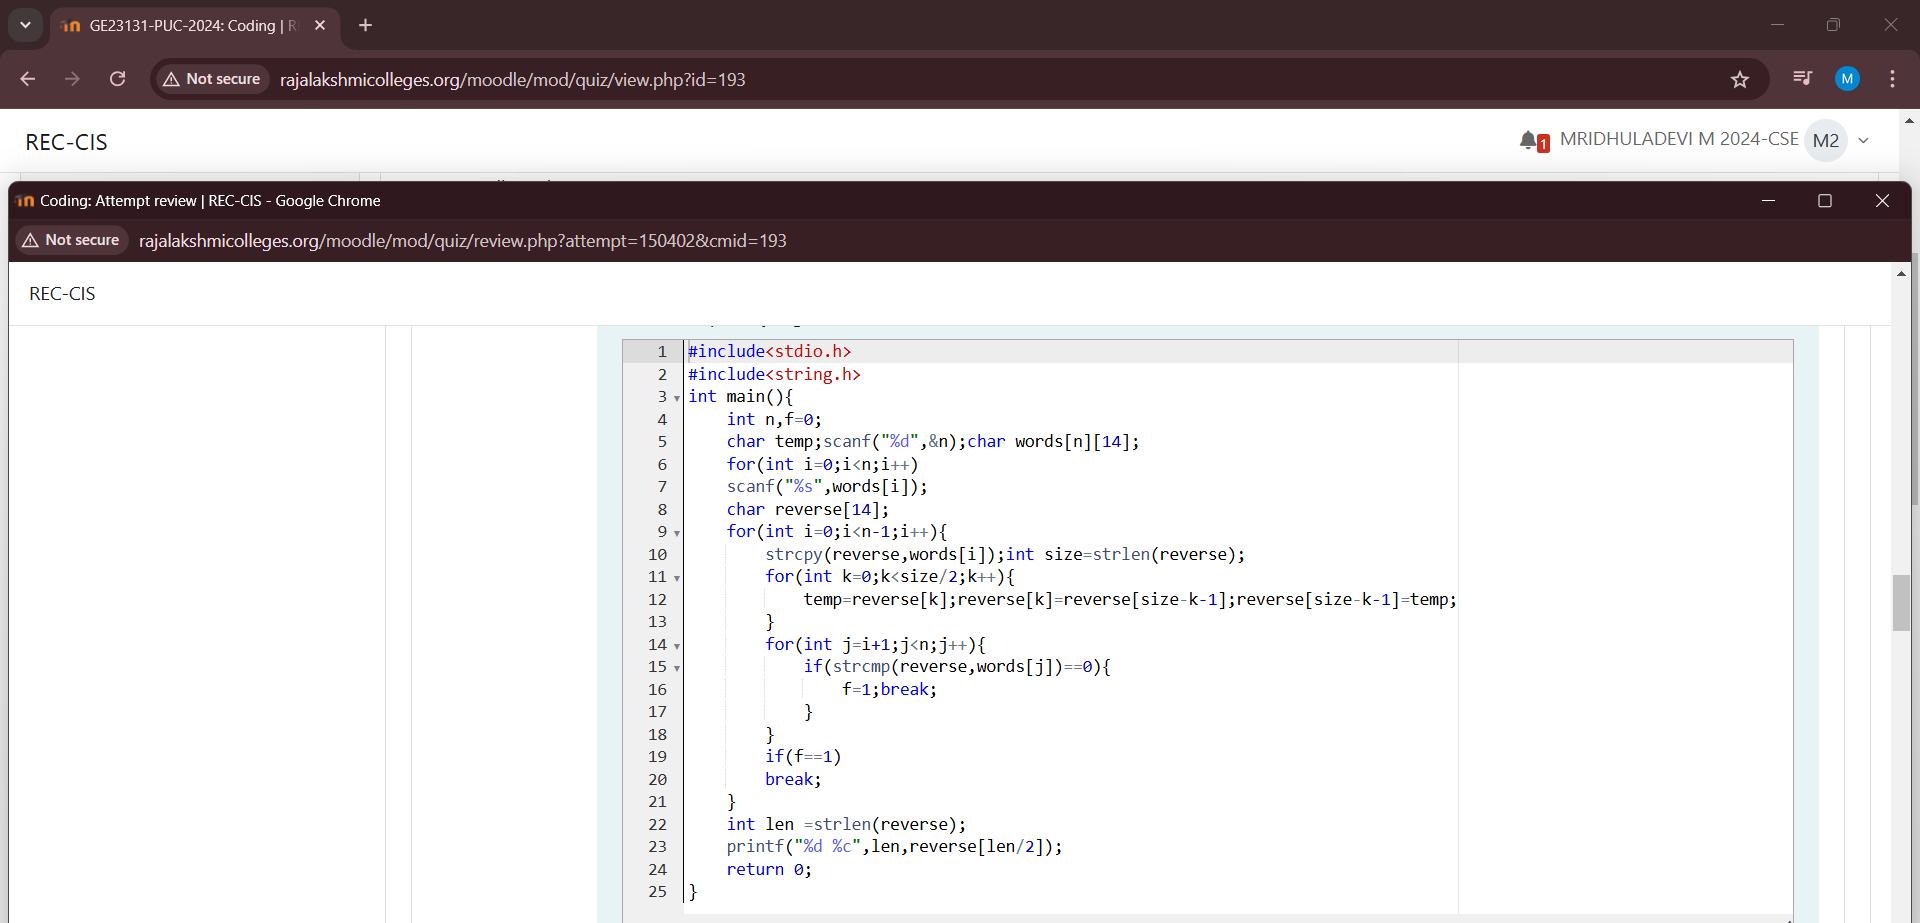 GE23131-PUC-2024: Coding | R
Not secure
rajalakshmicolleges.org/moodle/mod/quiz/view.php?id=193
M
REC-CIS
1
MRIDHULADEVI M 2024-CSE
M2
Coding: Attempt review | REC-CIS - Google Chrome
Not secure
rajalakshmicolleges.org/moodle/mod/quiz/review.php?attempt=150402&cmid=193
REC-CIS
1 #include<stdio.h>
2 #include<string.h>
3 int main(){
4     int n,f=0;
5     char temp;scanf("%d",&n);char words[n][14];
6     for(int i=0;i<n;i++)
7     scanf("%s",words[i]);
8     char reverse[14];
9     for(int i=0;i<n-1;i++){
10         strcpy(reverse,words[i]);int size=strlen(reverse);
11         for(int k=0;k<size/2;k++){
12             temp=reverse[k];reverse[k]=reverse[size-k-1];reverse[size-k-1]=temp;
13         }
14         for(int j=i+1;j<n;j++){
15             if(strcmp(reverse,words[j])==0){
16                 f=1;break;
17             }
18         }
19         if(f==1)
20         break;
21     }
22     int len =strlen(reverse);
23     printf("%d %c",len,reverse[len/2]);
24     return 0;
25 }